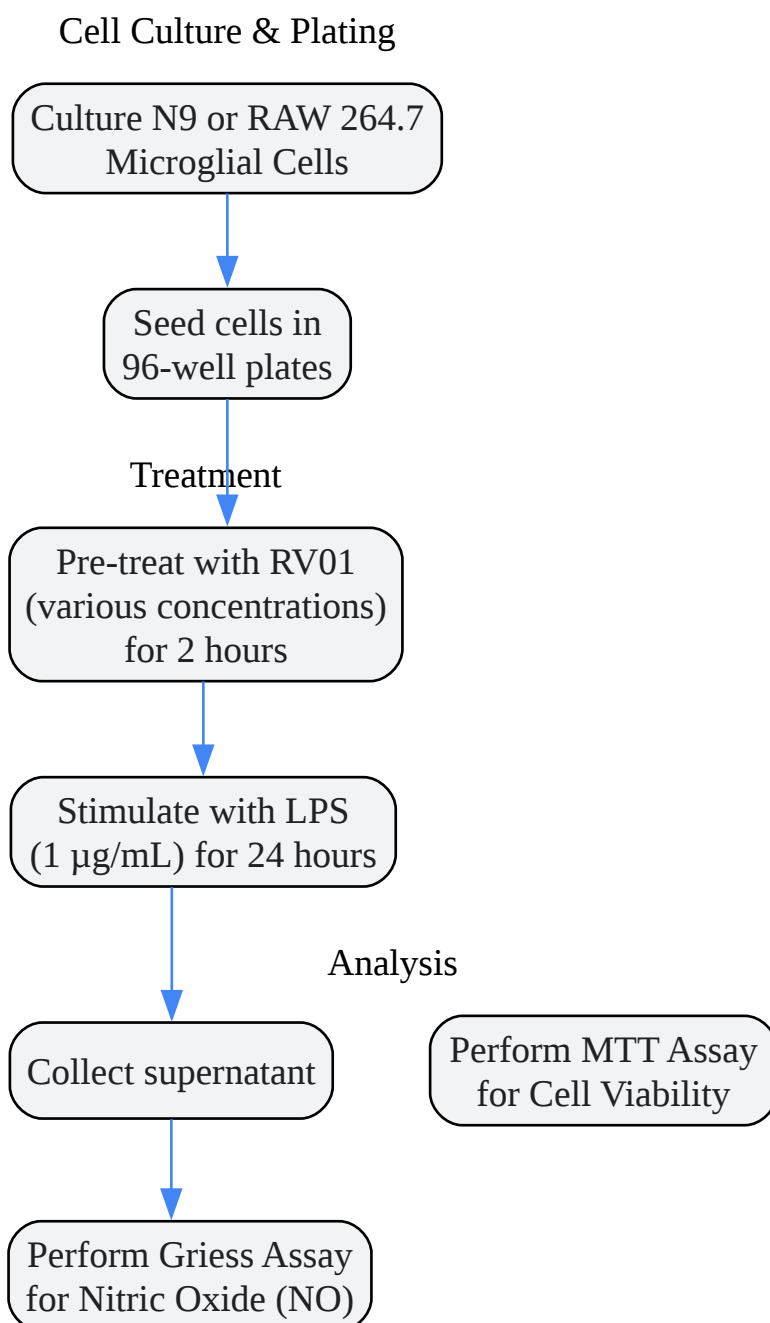 Cell Culture & Plating
Culture N9 or RAW 264.7
Microglial Cells
Seed cells in
96-well plates
Treatment
Pre-treat with RV01
(various concentrations)
for 2 hours
Stimulate with LPS
(1 µg/mL) for 24 hours
Analysis
Collect supernatant
Perform MTT Assay
for Cell Viability
Perform Griess Assay
for Nitric Oxide (NO)